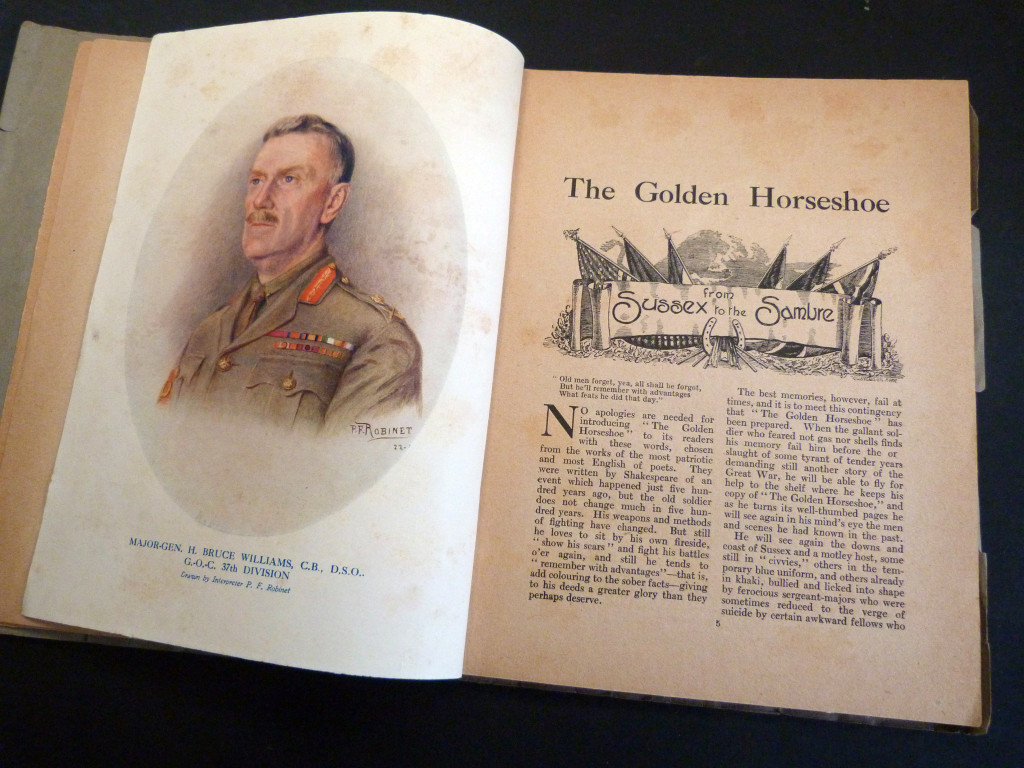 P.F. ROBINET
22-
MAJOR-GEN. H. BRUCE WILLIAMS, C.B., D.S.O..
G.-O.-C. 37th DIVISION
Drawn by Interpreter P. F. Robinet
The Golden Horseshoe
from
Sussex to the Sambre
" Old men forget, yea, all shall be forgot,
But he'll remember with advantages
What feats he did that day."
NO apologies are needed for
introducing " The Golden
Horseshoe " to its readers
with these words, chosen
from the works of the most patriotic
and most English of poets. They
were written by Shakespeare of an
event which happened just five hun-
dred years ago, but the old soldier
does not change much in five hun-
dred years. His weapons and methods
of fighting have changed. But still
he loves to sit by his own fireside,
" show his scars " and fight his battles
o'er again, and still he tends to
" remember with advantages "—that is,
add colouring to the sober facts—giving
to his deeds a greater glory than they
perhaps deserve.
The best memories, however, fail at
times, and it is to meet this contingency
that " The Golden Horseshoe " has
been prepared. When the gallant sol-
dier who feared not gas nor shells finds
his memory fail him before the or
slaught of some tyrant of tender years
demanding still another story of the
Great War, he will be able to fly for
help to the shelf where he keeps his
copy of " The Golden Horseshoe," and
as he turns its well-thumbed pages he
will see again in his mind's eye the men
and scenes he had known in the past.
He will see again the downs and
coast of Sussex and a motley host, some
still in " civvies," others in the tem-
porary blue uniform, and others already
in khaki, bullied and licked into shape
by ferocious sergeant-majors who were
sometimes reduced to the verge of
suicide by certain awkward fellows who
5